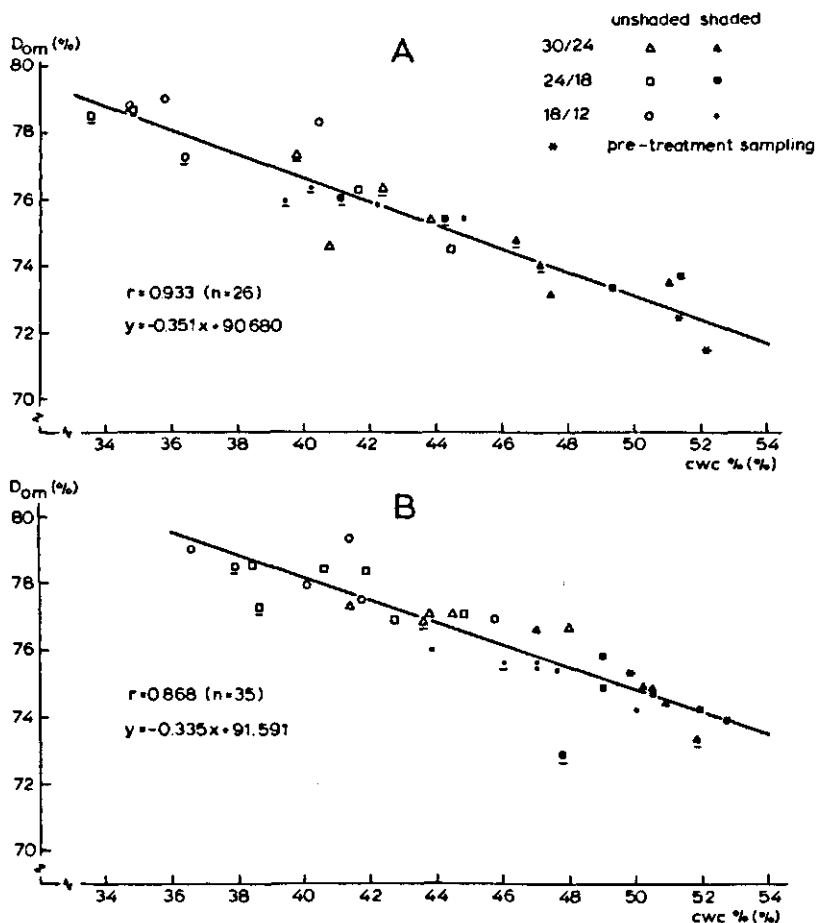 unshaded shaded
30/24
24/18
18/12
* pre-treatment sampling
A
Dom (%)
80
78
76
74
72
70
r = 0.933 (n=26)
y = -0.351x + 90.680
34 36 38 40 42 44 46 48 50 52 54
cwc % (%)
B
Dom (%)
80
78
76
74
72
70
r = 0.868 (n=35)
y = -0.335x + 91.591
34 36 38 40 42 44 46 48 50 52 54
cwc % (%)